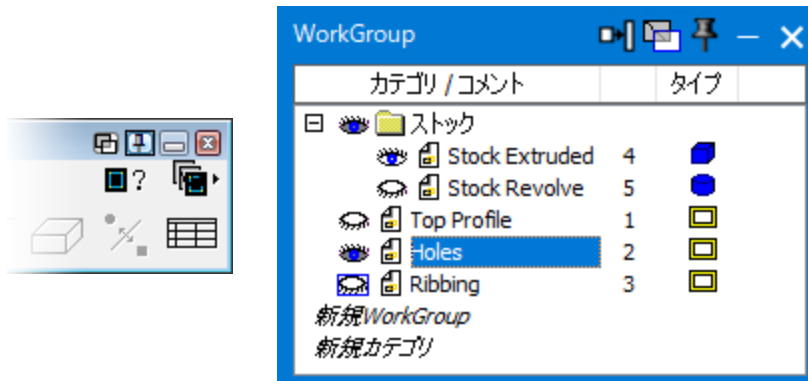 ?
WorkGroup
カテゴリ / コメント タイプ
ストック
Stock Extruded 4
Stock Revolve 5
Top Profile 1
Holes 2
Ribbing 3
新規WorkGroup
新規カテゴリ